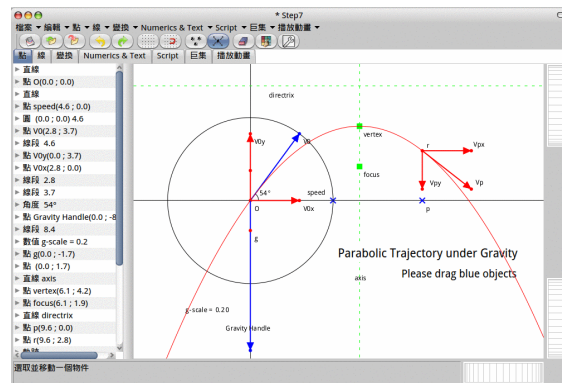 * Step7
檔案 ▾ 編輯 ▾ 點 ▾ 線 ▾ 變換 ▾ Numerics & Text ▾ Script ▾ 巨集 ▾ 播放動畫 ▾
點 線 變換 Numerics & Text Script 巨集 播放動畫
直線
點 O(0.0 ; 0.0)
直線
點 speed(4.6 ; 0.0)
圓 (0.0 ; 0.0) 4.6
點 V0(2.8 ; 3.7)
線段 4.6
點 V0y(0.0 ; 3.7)
點 V0x(2.8 ; 0.0)
線段 2.8
線段 3.7
角度 54°
點 Gravity Handle(0.0 ; -8
線段 8.4
數值 g-scale = 0.2
點 g(0.0 ; -1.7)
點 (0.0 ; 1.7)
直線 axis
點 vertex(6.1 ; 4.2)
點 focus(6.1 ; 1.9)
直線 directrix
點 p(9.6 ; 0.0)
點 r(9.6 ; 2.8)
directrix
vertex
V0y
V0
r
Vpx
focus
54°
speed
Vpy
Vp
O
V0x
p
g
Parabolic Trajectory under Gravity
Please drag blue objects
axis
g-scale = 0.20
Gravity Handle
選取並移動一個物件